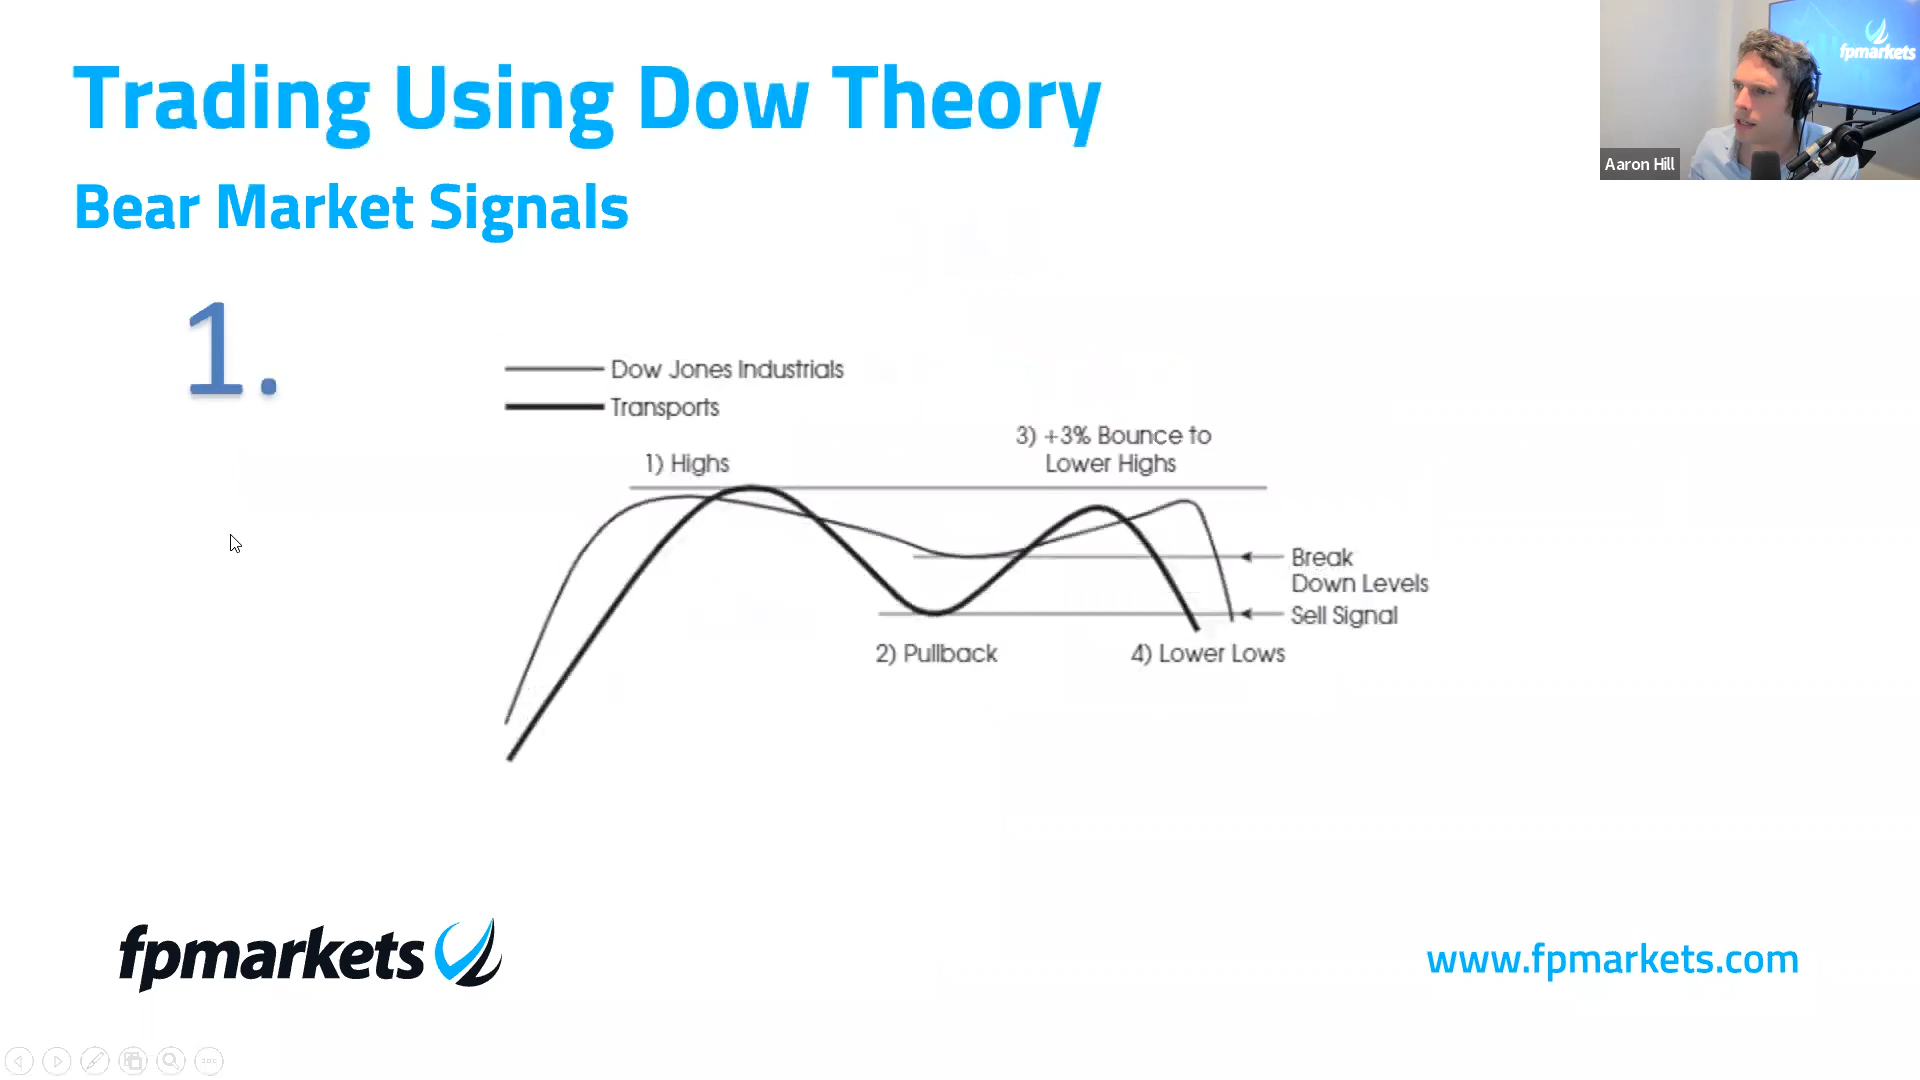 Trading Using Dow Theory
Bear Market Signals
fpmarkets
Aaron Hill
1.
Dow Jones Industrials
Transports
1) Highs
3) +3% Bounce to
Lower Highs
Break
Down Levels
Sell Signal
2) Pullback
4) Lower Lows
fpmarkets
www.fpmarkets.com